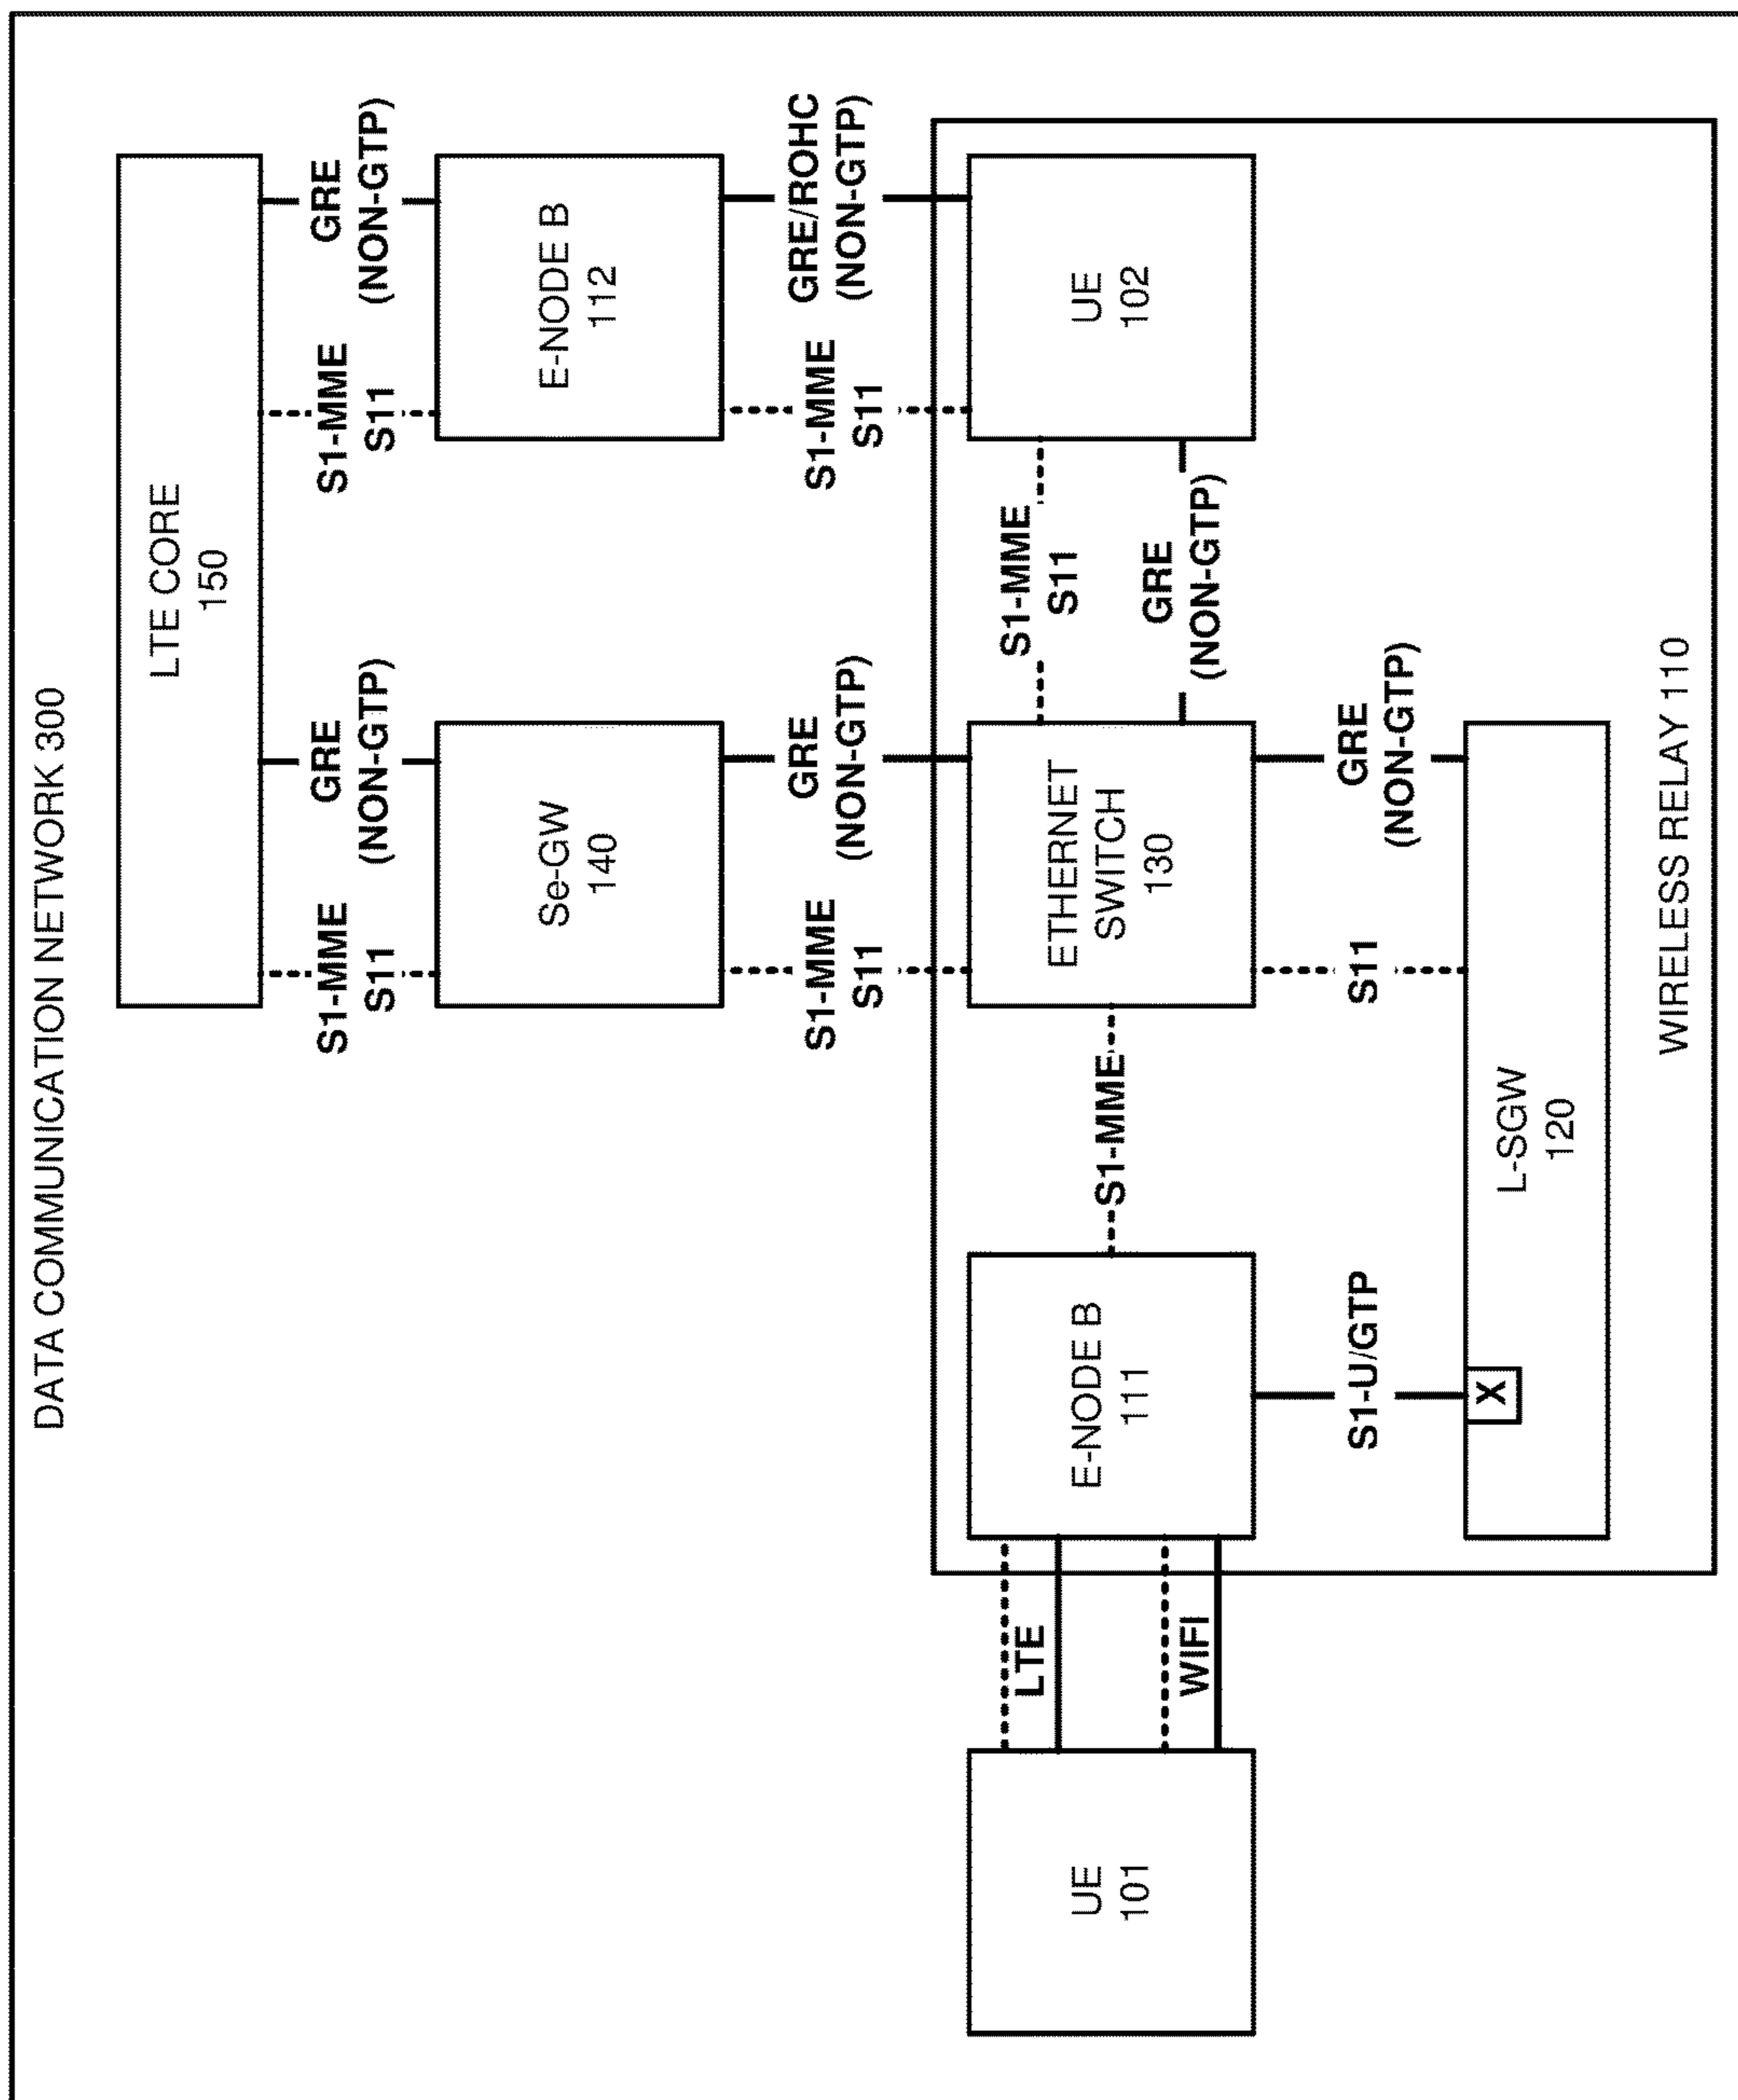 DATA COMMUNICATION NETWORK 300
LTE CORE
150
S1-MME
S11
GRE
(NON-GTP)
S1-MME
S11
GRE
(NON-GTP)
Se-GW
140
E-NODE B
112
S1-MME
S11
GRE
(NON-GTP)
S1-MME
S11
GRE/ROHC
(NON-GTP)
UE
101
LTE
WIFI
E-NODE B
111
S1-MME
ETHERNET
SWITCH
130
S1-MME
S11
GRE
(NON-GTP)
UE
102
S1-U/GTP
S11
GRE
(NON-GTP)
X
L-SGW
120
WIRELESS RELAY 110